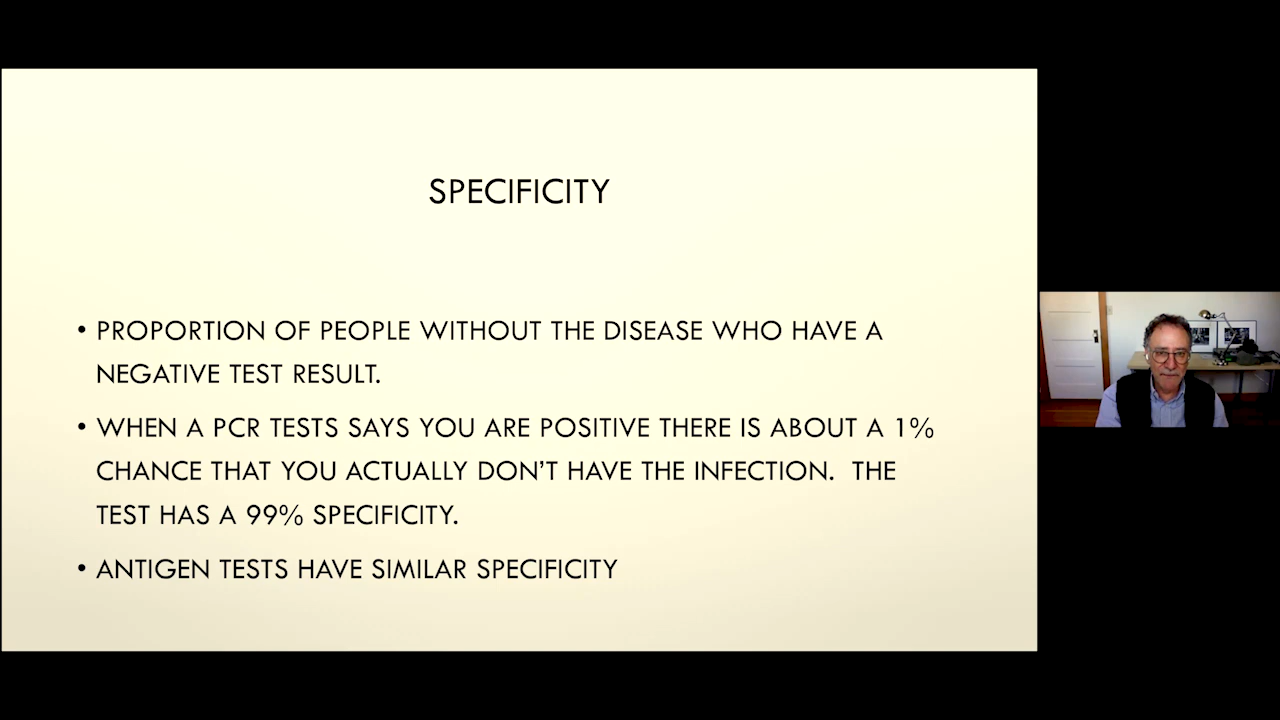 SPECIFICITY
• PROPORTION OF PEOPLE WITHOUT THE DISEASE WHO HAVE A
NEGATIVE TEST RESULT.
• WHEN A PCR TESTS SAYS YOU ARE POSITIVE THERE IS ABOUT A 1%
CHANCE THAT YOU ACTUALLY DON'T HAVE THE INFECTION.  THE
TEST HAS A 99% SPECIFICITY.
• ANTIGEN TESTS HAVE SIMILAR SPECIFICITY